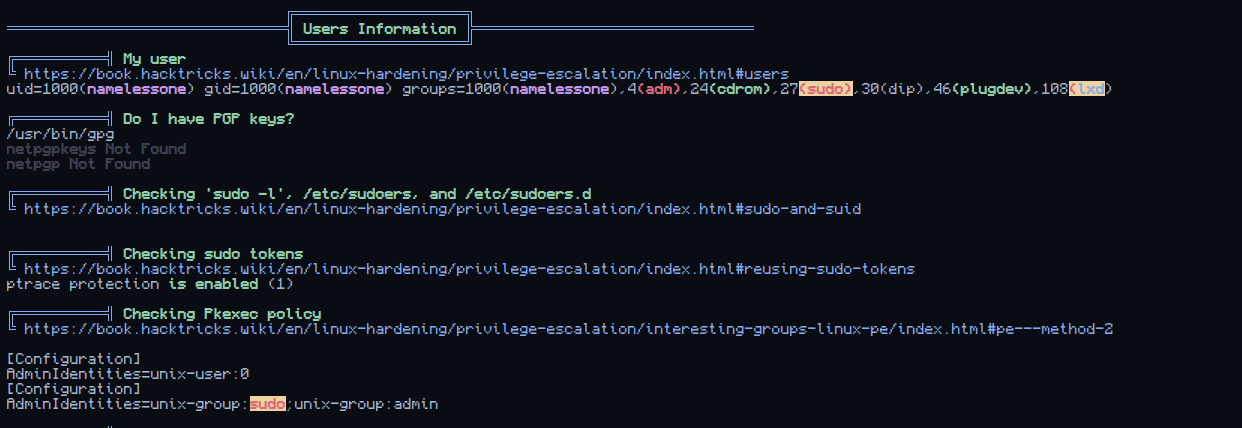 Users Information
My user
https://book.hacktricks.wiki/en/linux-hardening/privilege-escalation/index.html#users
uid=1000(namelessone) gid=1000(namelessone) groups=1000(namelessone),4(adm),24(cdrom),27(sudo),30(dip),46(plugdev),108(lxd)
Do I have PGP keys?
/usr/bin/gpg
netpgpkeys Not Found
netpgp Not Found
Checking 'sudo -l', /etc/sudoers, and /etc/sudoers.d
https://book.hacktricks.wiki/en/linux-hardening/privilege-escalation/index.html#sudo-and-suid
Checking sudo tokens
https://book.hacktricks.wiki/en/linux-hardening/privilege-escalation/index.html#reusing-sudo-tokens
ptrace protection is enabled (1)
Checking Pkexec policy
https://book.hacktricks.wiki/en/linux-hardening/privilege-escalation/interesting-groups-linux-pe/index.html#pe---method-2
[Configuration]
AdminIdentities=unix-user:0
[Configuration]
AdminIdentities=unix-group:sudo;unix-group:admin